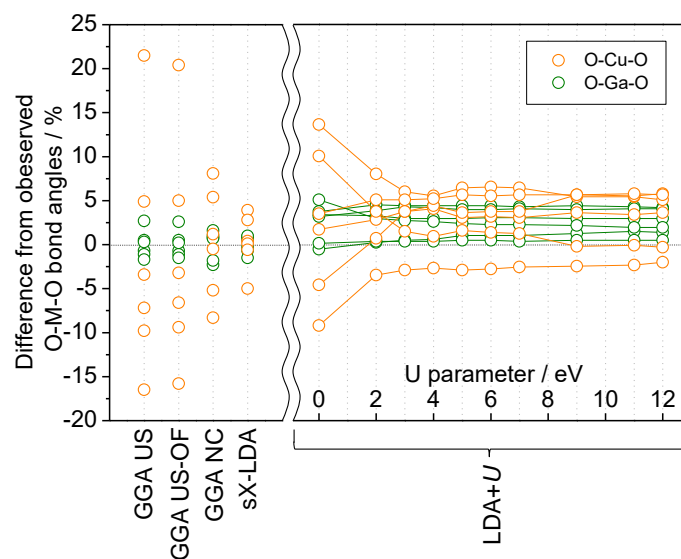 25
20
15
10
5
0
-5
-10
-15
-20
Difference from obeserved
O-M-O bond angles / %
O-Cu-O
O-Ga-O
U parameter / eV
0 2 4 6 8 10 12
GGA US
GGA US-OF
GGA NC
sX-LDA
LDA+U